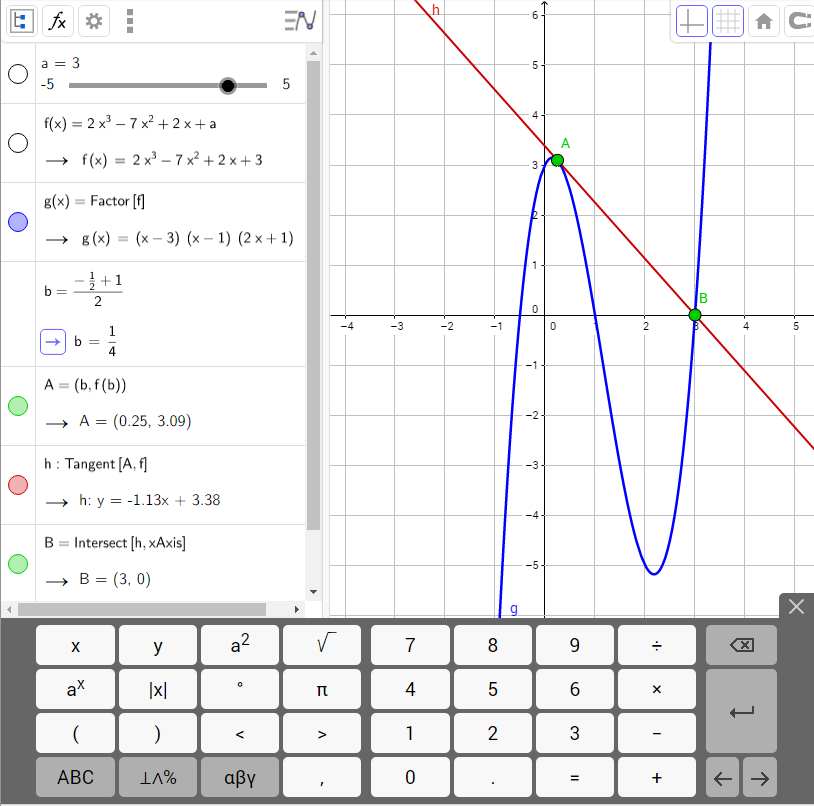 fx
a = 3
-5 5
f(x) = 2 x³ − 7 x² + 2 x + a
→ f(x) = 2 x³ − 7 x² + 2 x + 3
g(x) = Factor [f]
→ g(x) = (x − 3) (x − 1) (2 x + 1)
b = (−1/2 + 1)/2
→ b = 1/4
A = (b, f(b))
→ A = (0.25, 3.09)
h : Tangent [A, f]
→ h: y = -1.13x + 3.38
B = Intersect [h, xAxis]
→ B = (3, 0)
h
6
5
4
A
3
2
1
B
0
−4 −3 −2 −1 0 2 3 4 5
−1
−2
−3
−4
−5
g
x y a² √ 7 8 9 ÷
aˣ |x| ° π 4 5 6 ×
( ) < > 1 2 3 −
ABC ⊥∧% αβγ , 0 . = + ← →